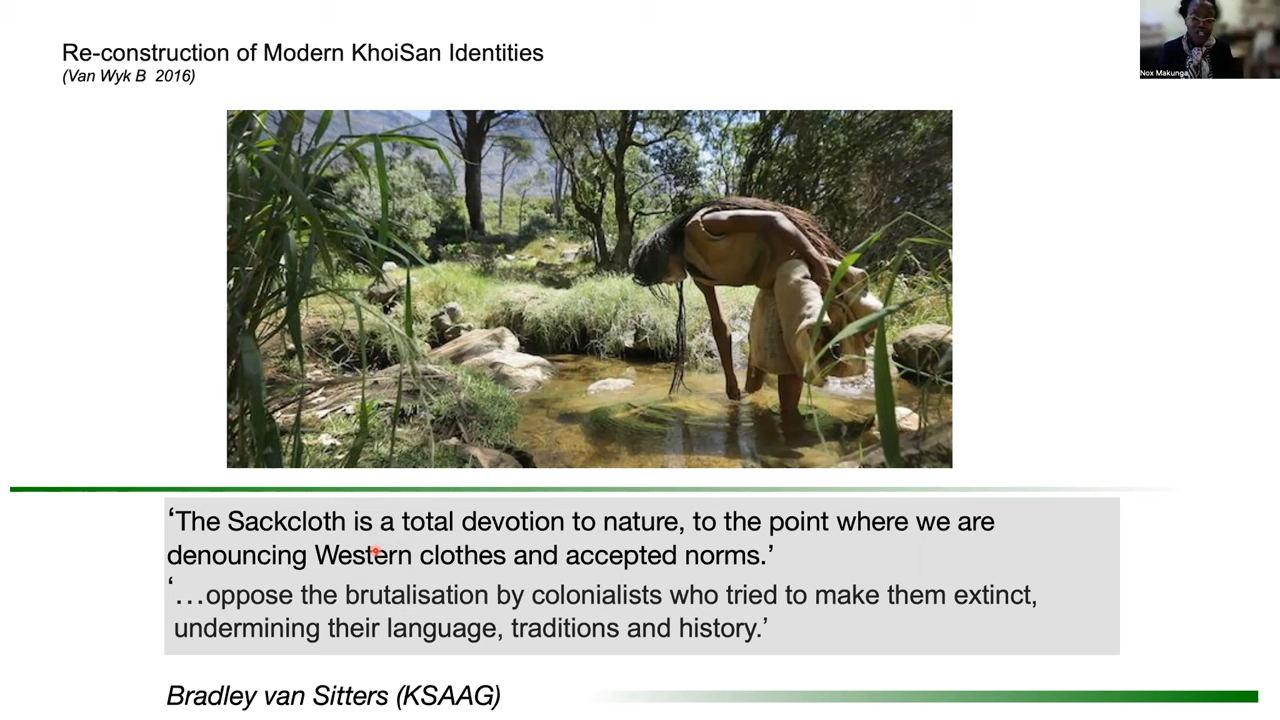 Re-construction of Modern KhoiSan Identities
(Van Wyk B  2016)
Nox Makunga
‘The Sackcloth is a total devotion to nature, to the point where we are
denouncing Western clothes and accepted norms.’
‘…oppose the brutalisation by colonialists who tried to make them extinct,
undermining their language, traditions and history.’
Bradley van Sitters (KSAAG)